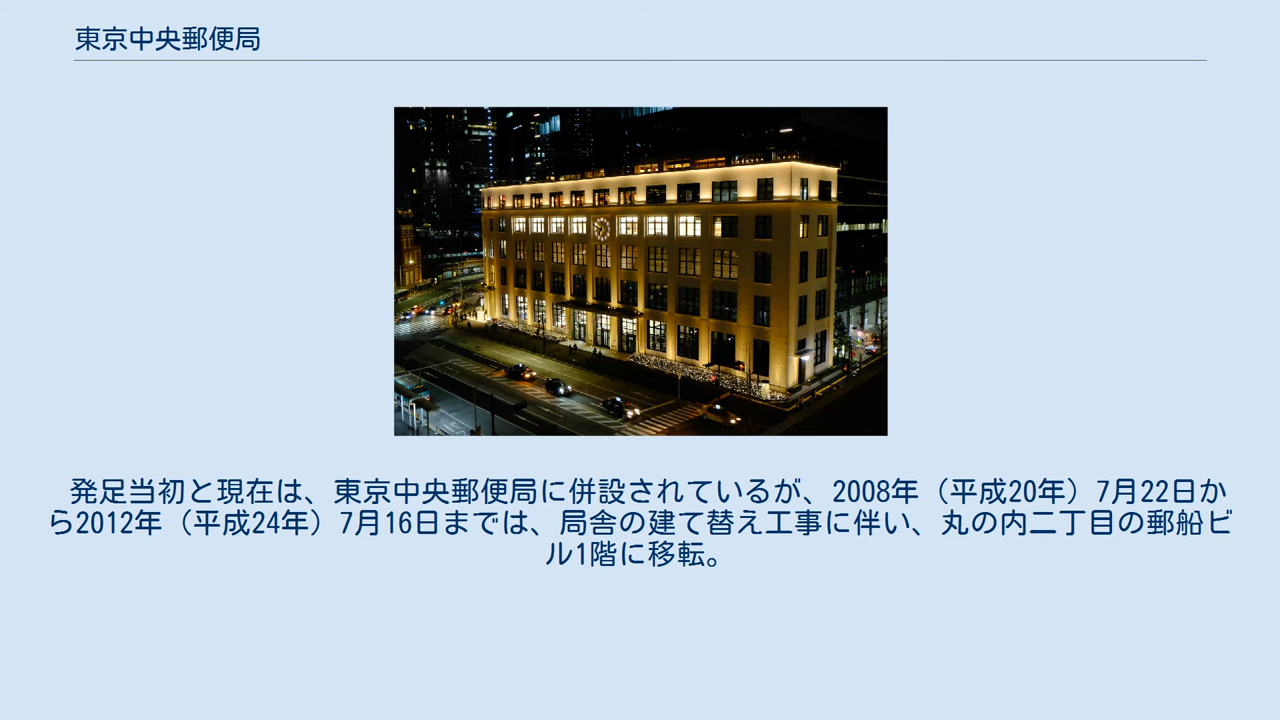 東京中央郵便局
発足当初と現在は、東京中央郵便局に併設されているが、2008年（平成20年）7月22日か
ら2012年（平成24年）7月16日までは、局舎の建て替え工事に伴い、丸の内二丁目の郵船ビ
ル1階に移転。